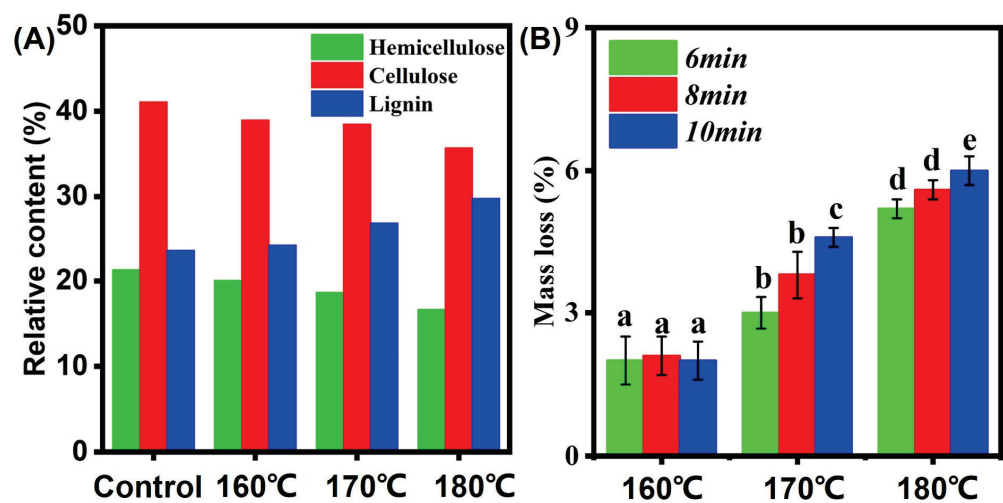 (A)
Relative content (%)
50
40
30
20
10
0
Hemicellulose
Cellulose
Lignin
Control 160℃ 170℃ 180℃
(B)
Mass loss (%)
9
6
3
0
6min
8min
10min
a a a
b b c
d d e
160℃ 170℃ 180℃